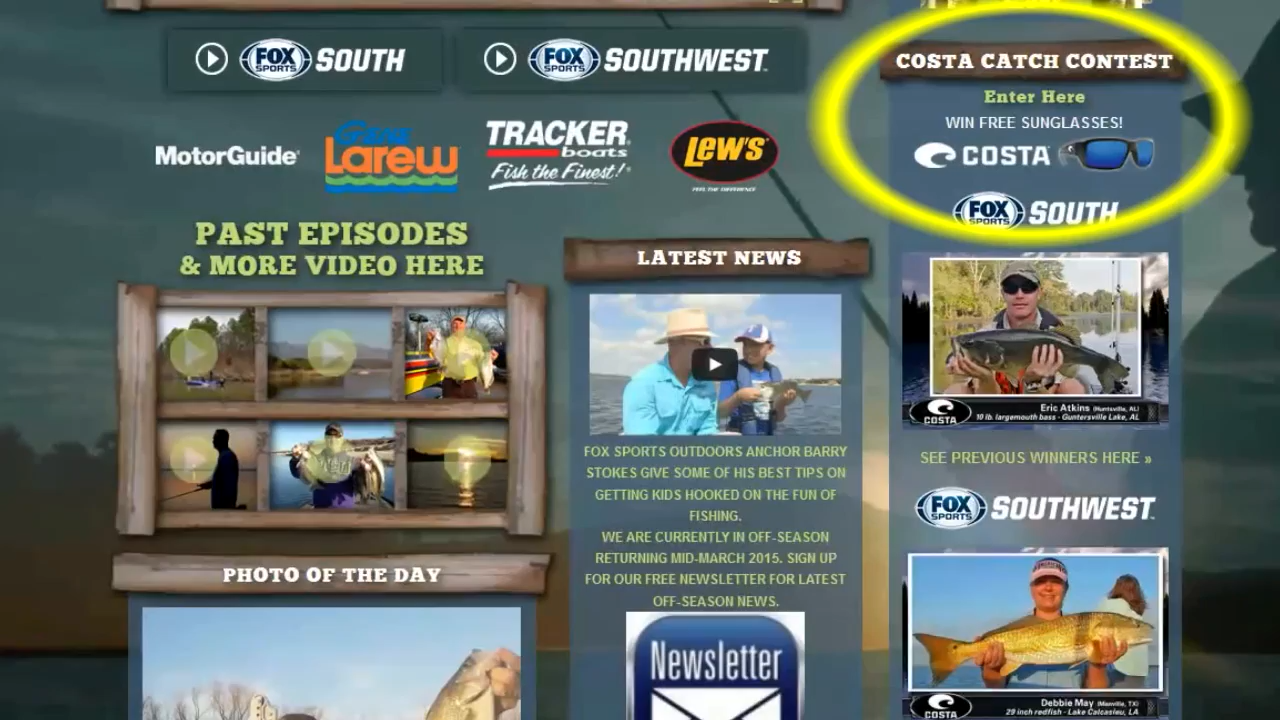 FOX SPORTS SOUTH
FOX SPORTS SOUTHWEST
COSTA CATCH CONTEST
Enter Here
WIN FREE SUNGLASSES!
COSTA
FOX SPORTS SOUTH
MotorGuide
GENE Larew
TRACKER boats
Fish the Finest!
LEW'S
FEEL THE DIFFERENCE
PAST EPISODES
& MORE VIDEO HERE
LATEST NEWS
FOX SPORTS OUTDOORS ANCHOR BARRY
STOKES GIVE SOME OF HIS BEST TIPS ON
GETTING KIDS HOOKED ON THE FUN OF
FISHING.
WE ARE CURRENTLY IN OFF-SEASON
RETURNING MID-MARCH 2015. SIGN UP
FOR OUR FREE NEWSLETTER FOR LATEST
OFF-SEASON NEWS.
Newsletter
PHOTO OF THE DAY
COSTA
Eric Atkins (Huntsville, AL)
10 lb. largemouth bass - Guntersville Lake, AL
SEE PREVIOUS WINNERS HERE »
FOX SPORTS SOUTHWEST
COSTA
Debbie May (Manville, TX)
29 inch redfish - Lake Calcasieu, LA